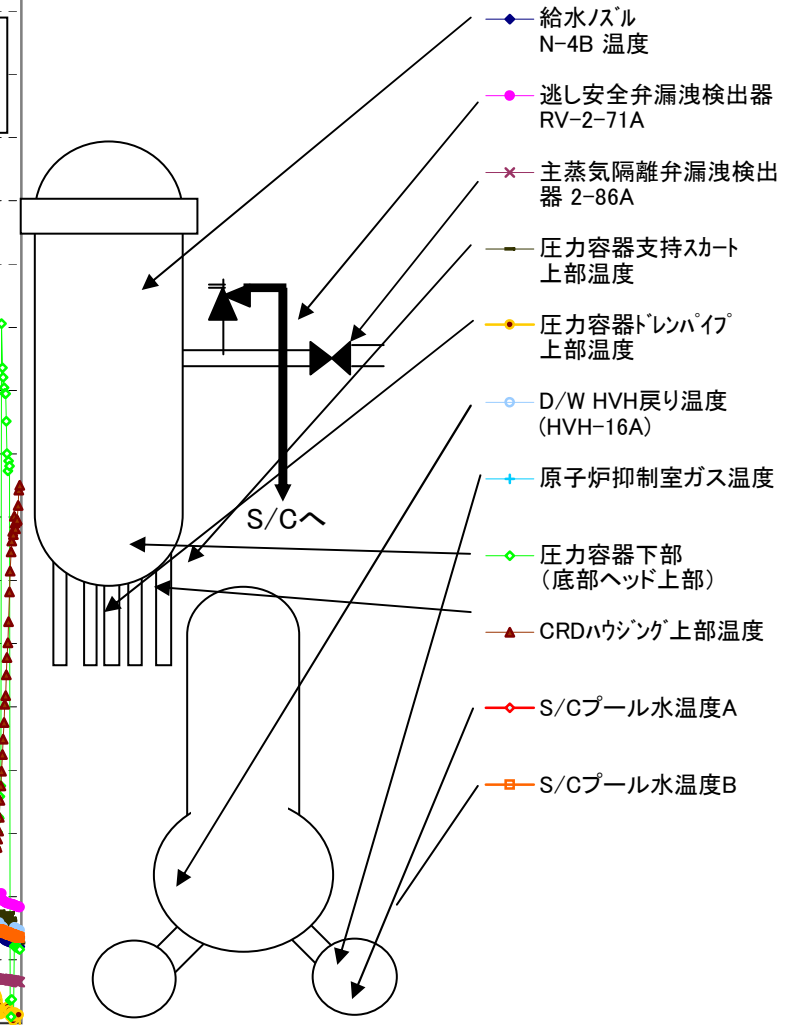 給水ノズル
N-4B 温度
逃し安全弁漏洩検出器
RV-2-71A
主蒸気隔離弁漏洩検出
器 2-86A
圧力容器支持スカート
上部温度
圧力容器ドレンパイプ
上部温度
D/W HVH戻り温度
(HVH-16A)
原子炉抑制室ガス温度
S/Cへ
圧力容器下部
（底部ヘッド上部）
CRDハウジング上部温度
S/Cプール水温度A
S/Cプール水温度B